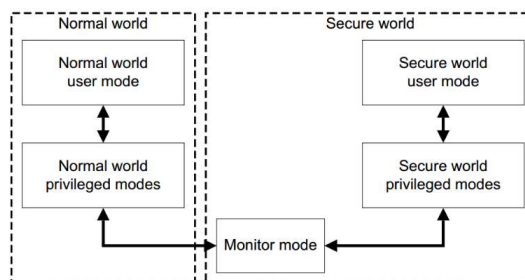 Normal world
Secure world
Normal world
user mode
Secure world
user mode
Normal world
privileged modes
Secure world
privileged modes
Monitor mode